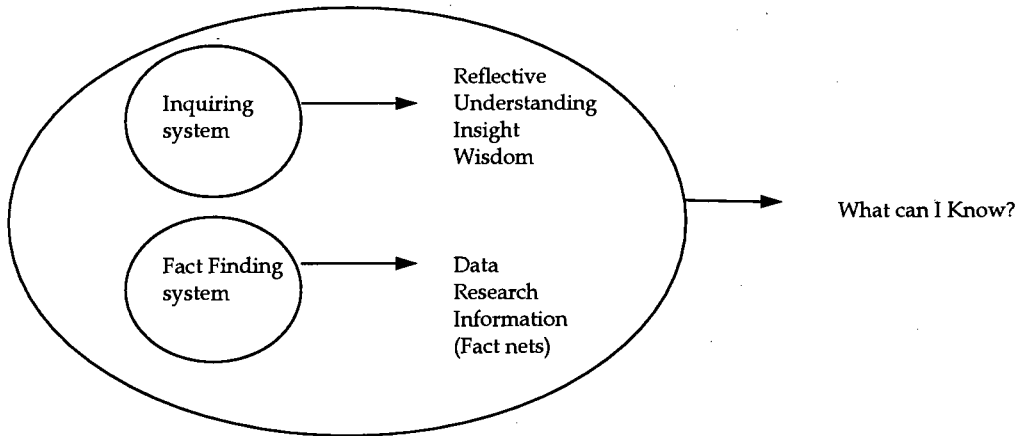 Inquiring
system
Reflective
Understanding
Insight
Wisdom
What can I Know?
Fact Finding
system
Data
Research
Information
(Fact nets)